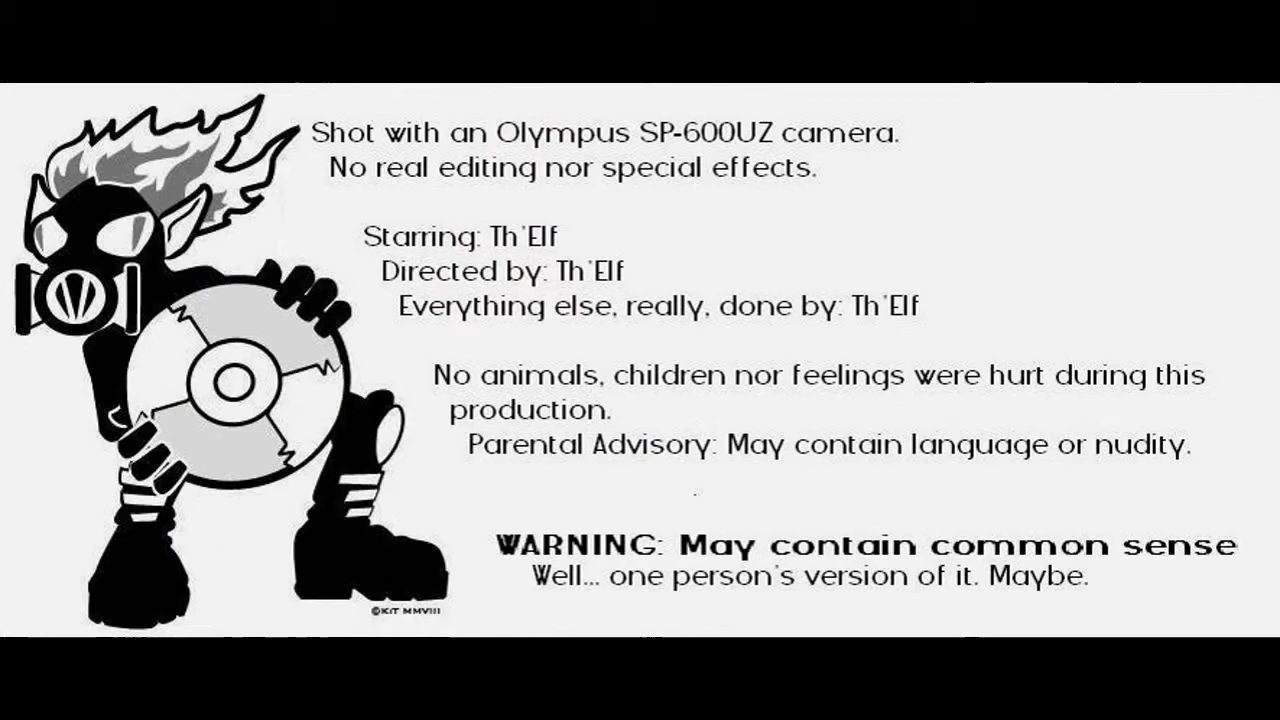 Shot with an Olympus SP-600UZ camera.
No real editing nor special effects.
Starring: Th'Elf
Directed by: Th'Elf
Everything else, really, done by: Th'Elf
No animals, children nor feelings were hurt during this
production.
Parental Advisory: May contain language or nudity.
WARNING: May contain common sense
Well... one person's version of it. Maybe.
©KiT MMVIII